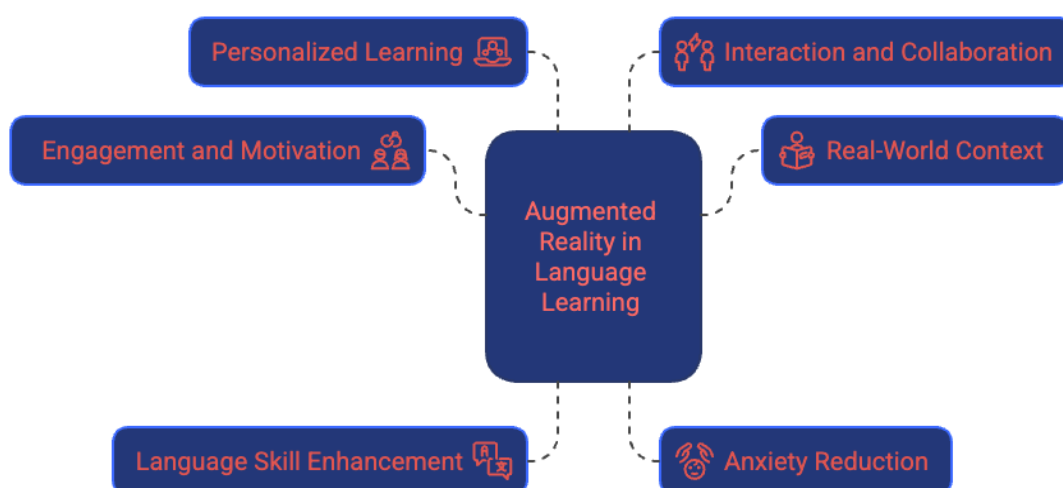 Personalized Learning
Interaction and Collaboration
Engagement and Motivation
Real-World Context
Augmented
Reality in
Language
Learning
Language Skill Enhancement
Anxiety Reduction